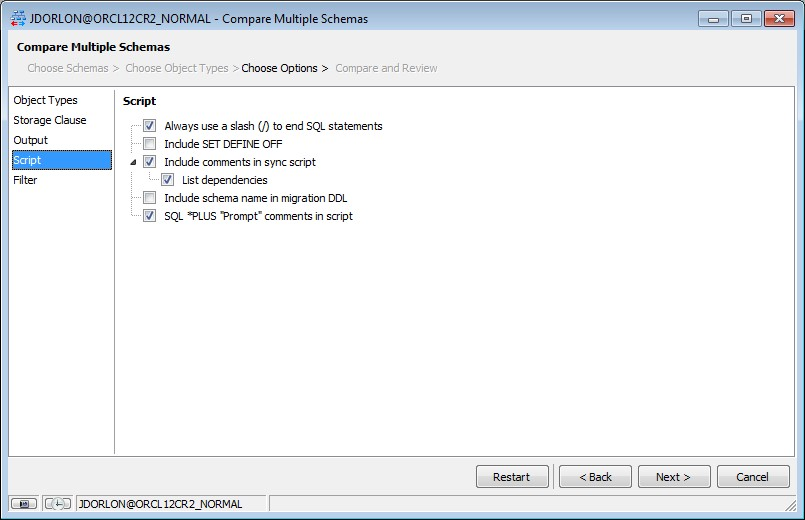 JDORLON@ORCL12CR2_NORMAL - Compare Multiple Schemas
Compare Multiple Schemas
Choose Schemas > Choose Object Types > Choose Options > Compare and Review
Object Types
Storage Clause
Output
Script
Filter
Script
Always use a slash (/) to end SQL statements
Include SET DEFINE OFF
Include comments in sync script
List dependencies
Include schema name in migration DDL
SQL *PLUS "Prompt" comments in script
Restart
< Back
Next >
Cancel
JDORLON@ORCL12CR2_NORMAL